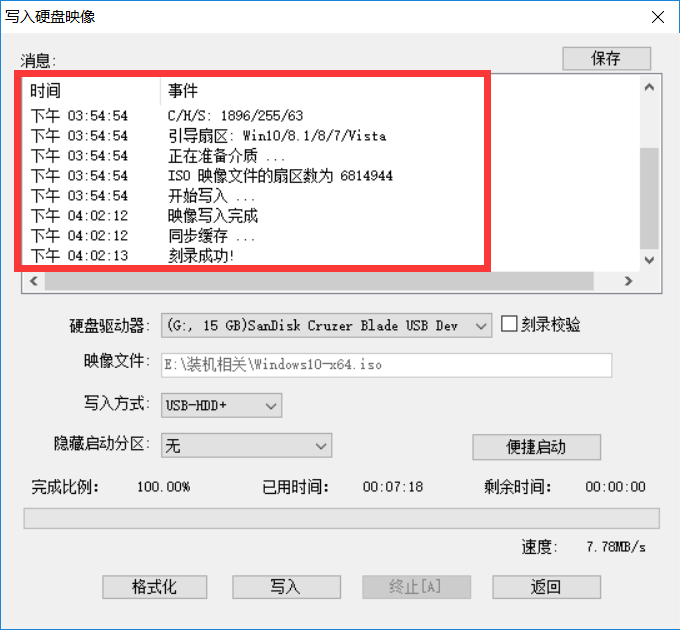 写入硬盘映像
消息:
保存
时间 事件
下午 03:54:54 C/H/S: 1896/255/63
下午 03:54:54 引导扇区: Win10/8.1/8/7/Vista
下午 03:54:54 正在准备介质 ...
下午 03:54:54 ISO 映像文件的扇区数为 6814944
下午 03:54:54 开始写入 ...
下午 04:02:12 映像写入完成
下午 04:02:12 同步缓存 ...
下午 04:02:13 刻录成功!
硬盘驱动器: (G:, 15 GB)SanDisk Cruzer Blade USB Dev 刻录校验
映像文件: E:\装机相关\Windows10-x64.iso
写入方式: USB-HDD+
隐藏启动分区: 无 便捷启动
完成比例: 100.00% 已用时间: 00:07:18 剩余时间: 00:00:00
速度: 7.78MB/s
格式化 写入 终止[A] 返回